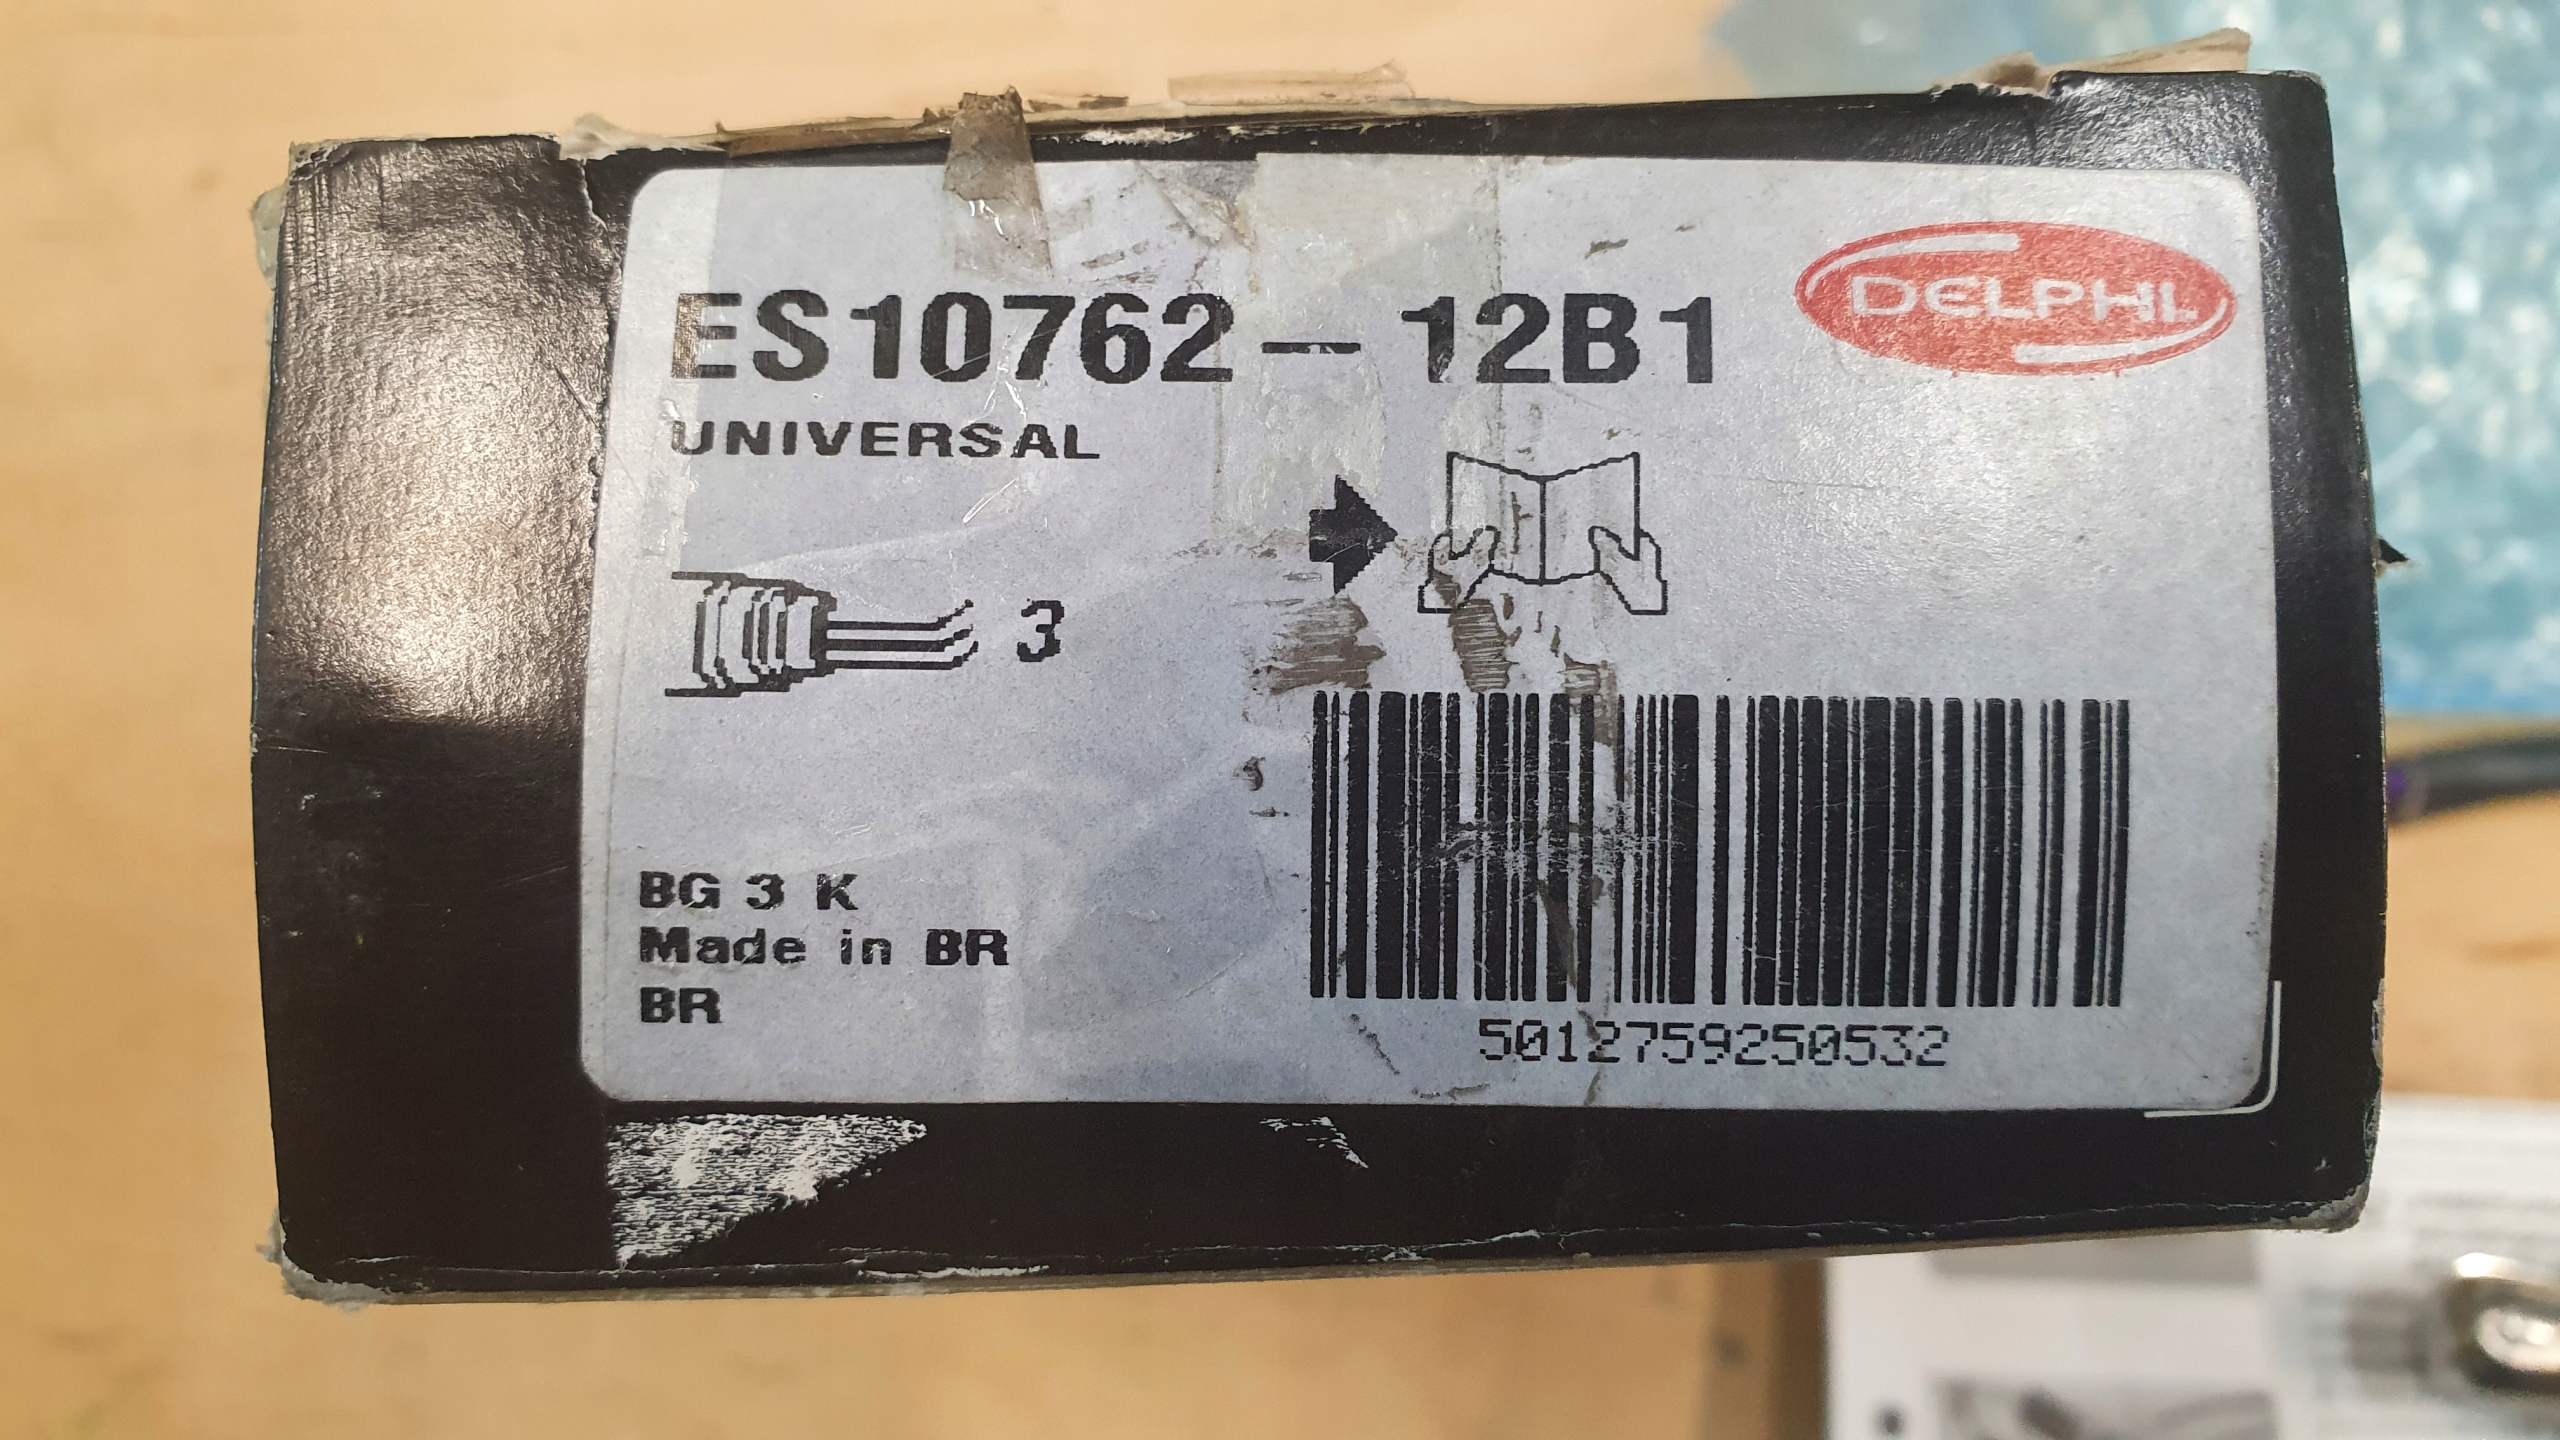 ES10762-12B1
DELPHI
UNIVERSAL
3
BG 3 K
Made in BR
BR
5012759250532